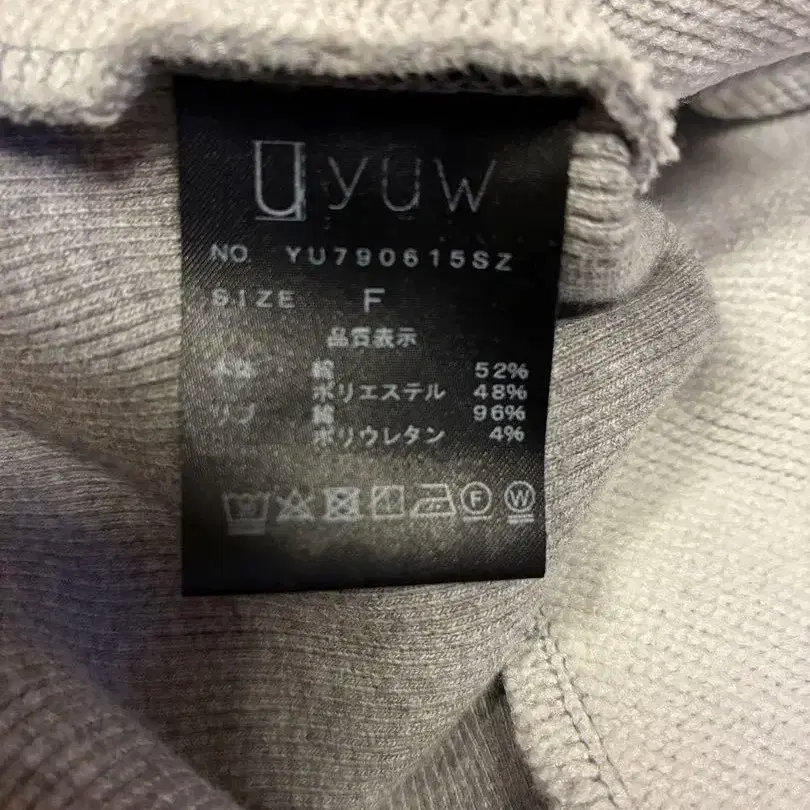 uyuw
NO. YU790615SZ
SIZE F
品質表示
本体 綿 52%
ポリエステル 48%
リブ 綿 96%
ポリウレタン 4%
F W